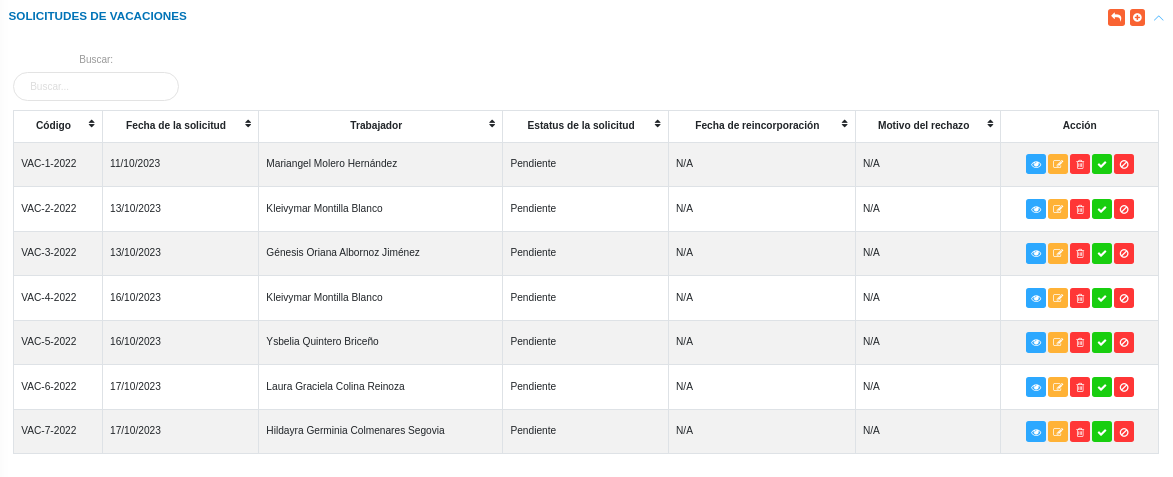 SOLICITUDES DE VACACIONES
Buscar:
Buscar...
Código Fecha de la solicitud Trabajador Estatus de la solicitud Fecha de reincorporación Motivo del rechazo Acción
VAC-1-2022 11/10/2023 Mariangel Molero Hernández Pendiente N/A N/A
VAC-2-2022 13/10/2023 Kleivymar Montilla Blanco Pendiente N/A N/A
VAC-3-2022 13/10/2023 Génesis Oriana Albornoz Jiménez Pendiente N/A N/A
VAC-4-2022 16/10/2023 Kleivymar Montilla Blanco Pendiente N/A N/A
VAC-5-2022 16/10/2023 Ysbelia Quintero Briceño Pendiente N/A N/A
VAC-6-2022 17/10/2023 Laura Graciela Colina Reinoza Pendiente N/A N/A
VAC-7-2022 17/10/2023 Hildayra Germinia Colmenares Segovia Pendiente N/A N/A